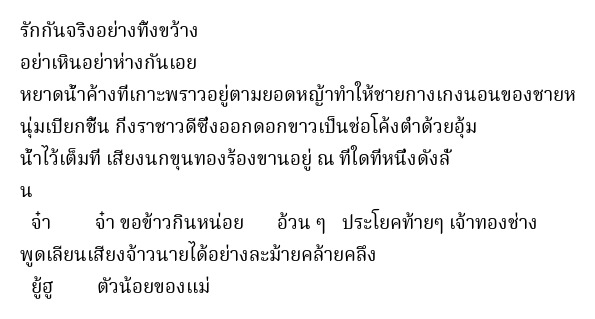 รักกันจริงอย่าทิ้งขว้าง
อย่าเหินอย่าห่างกันเอย
หยาดน้ำค้างที่เกาะพราวอยู่ตามยอดหญ้าทำให้ชายกางเกงนอนของชายห
นุ่มเปียกชื้น กิ่งราชาวดีซึ่งออกดอกขาวเป็นช่อโค้งต่ำด้วยอุ้ม
น้ำไว้เต็มที่ เสียงนกขุนทองร้องขานอยู่ ณ ที่ใดที่หนึ่งดังลั่
น
จ๋า จ๋า ขอข้าวกินหน่อย อ้วน ๆ ประโยคท้ายๆ เจ้าทองช่าง
พูดเลียนเสียงจ้าวนายได้อย่างละม้ายคล้ายคลึง
ยู้ฮู ตัวน้อยของแม่